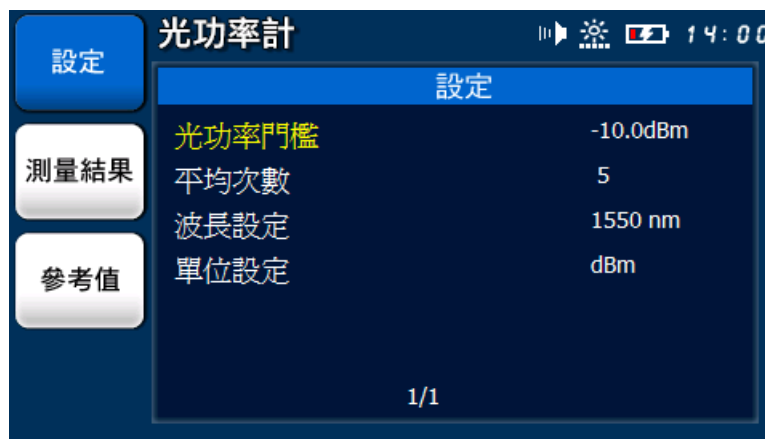 光功率計 14:00
設定
測量結果
參考值
設定
光功率門檻 -10.0dBm
平均次數 5
波長設定 1550 nm
單位設定 dBm
1/1